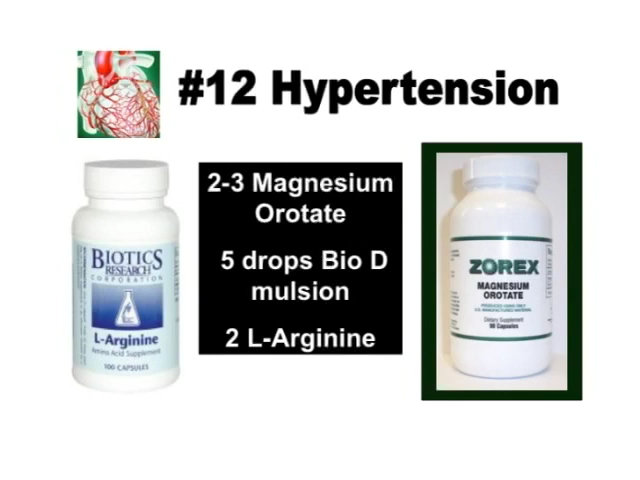 #12 Hypertension
BIOTICS
RESEARCH
CORPORATION
L-Arginine
Amino Acid Supplement
100 CAPSULES
2-3 Magnesium
Orotate
5 drops Bio D
mulsion
2 L-Arginine
ZOREX
MAGNESIUM
OROTATE
Dietary Supplement
90 Capsules